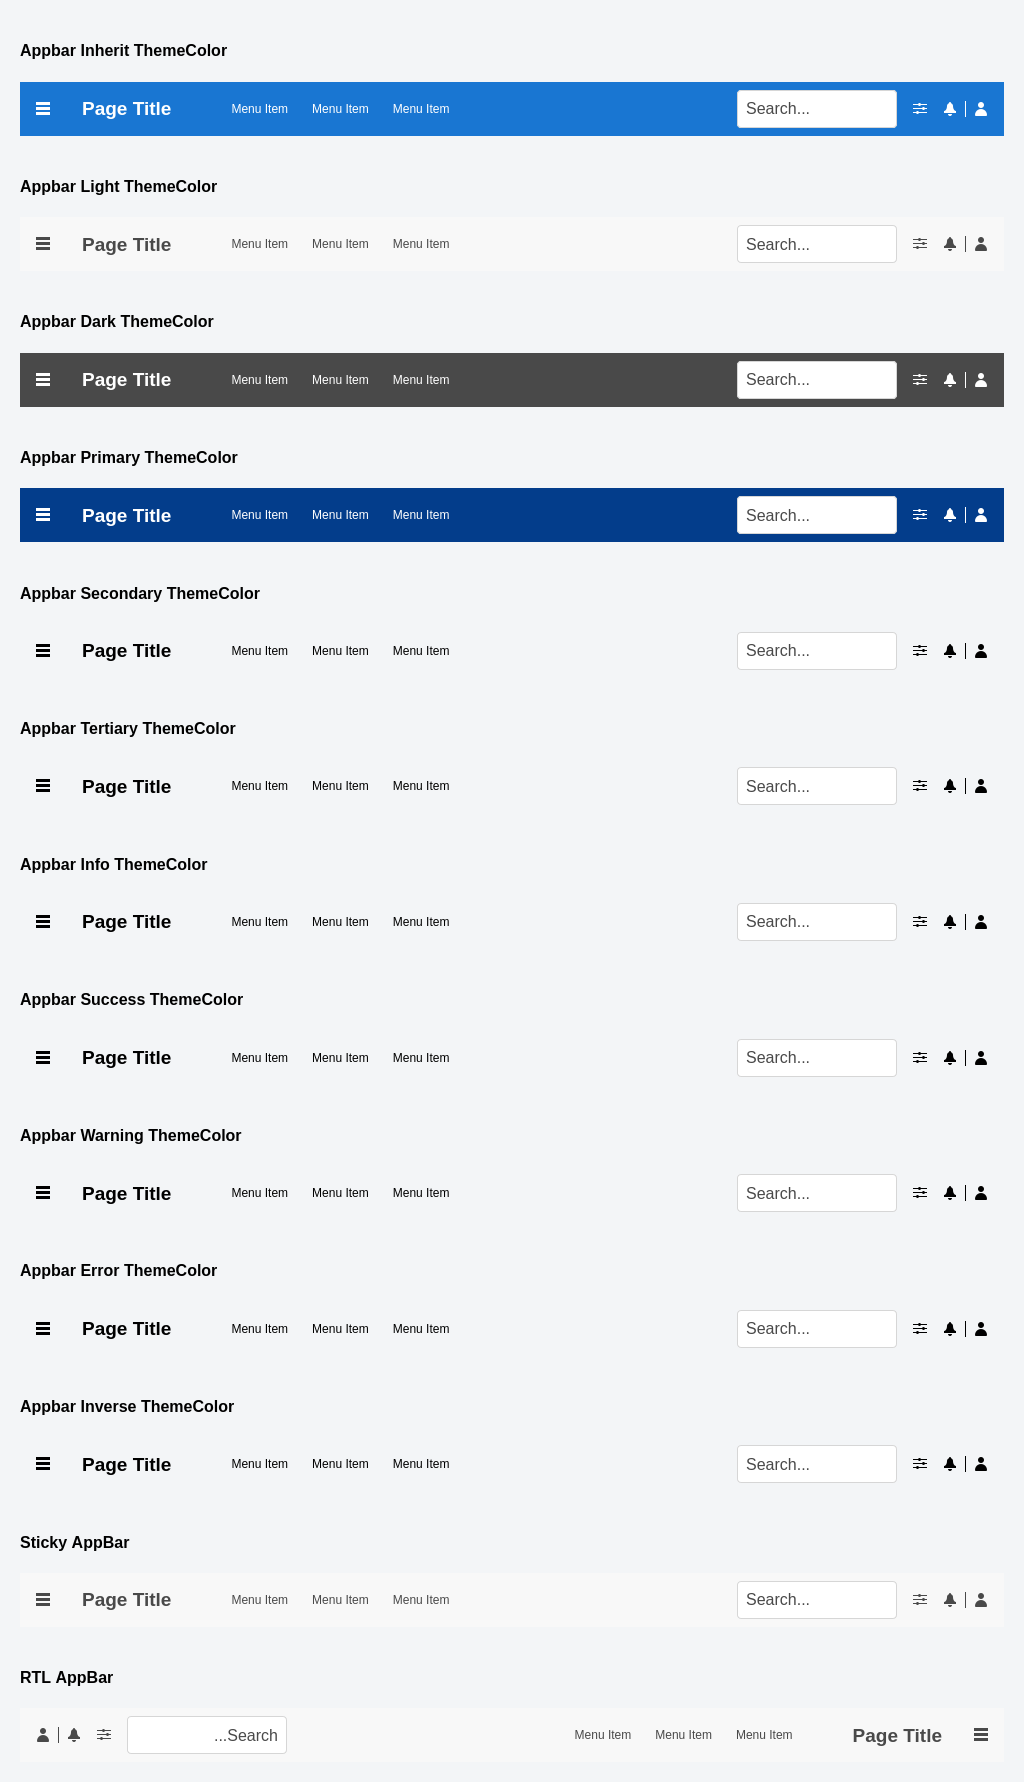 Appbar Inherit ThemeColor
Page Title Menu Item Menu Item Menu Item Search...
Appbar Light ThemeColor
Page Title Menu Item Menu Item Menu Item Search...
Appbar Dark ThemeColor
Page Title Menu Item Menu Item Menu Item Search...
Appbar Primary ThemeColor
Page Title Menu Item Menu Item Menu Item Search...
Appbar Secondary ThemeColor
Page Title Menu Item Menu Item Menu Item Search...
Appbar Tertiary ThemeColor
Page Title Menu Item Menu Item Menu Item Search...
Appbar Info ThemeColor
Page Title Menu Item Menu Item Menu Item Search...
Appbar Success ThemeColor
Page Title Menu Item Menu Item Menu Item Search...
Appbar Warning ThemeColor
Page Title Menu Item Menu Item Menu Item Search...
Appbar Error ThemeColor
Page Title Menu Item Menu Item Menu Item Search...
Appbar Inverse ThemeColor
Page Title Menu Item Menu Item Menu Item Search...
Sticky AppBar
Page Title Menu Item Menu Item Menu Item Search...
RTL AppBar
...Search Menu Item Menu Item Menu Item Page Title